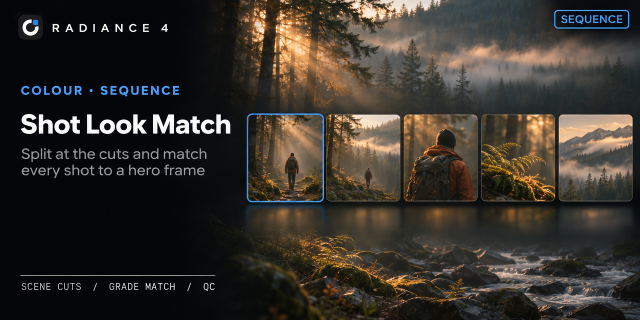 RADIANCE 4
SEQUENCE
COLOUR • SEQUENCE
Shot Look Match
Split at the cuts and match
every shot to a hero frame
SCENE CUTS / GRADE MATCH / QC